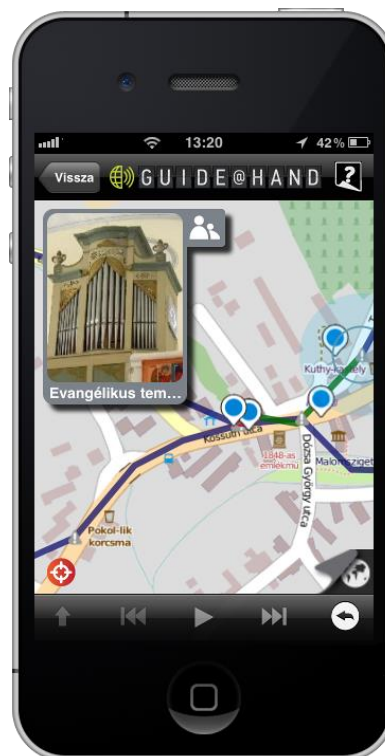 13:20
42%
Vissza
GUIDE@HAND
Evangélikus tem...
Kuthy-kastély
Kossuth utca
1848-as
emlékmű
Malomsziget
Dózsa György utca
Pokol-lik
korcsma